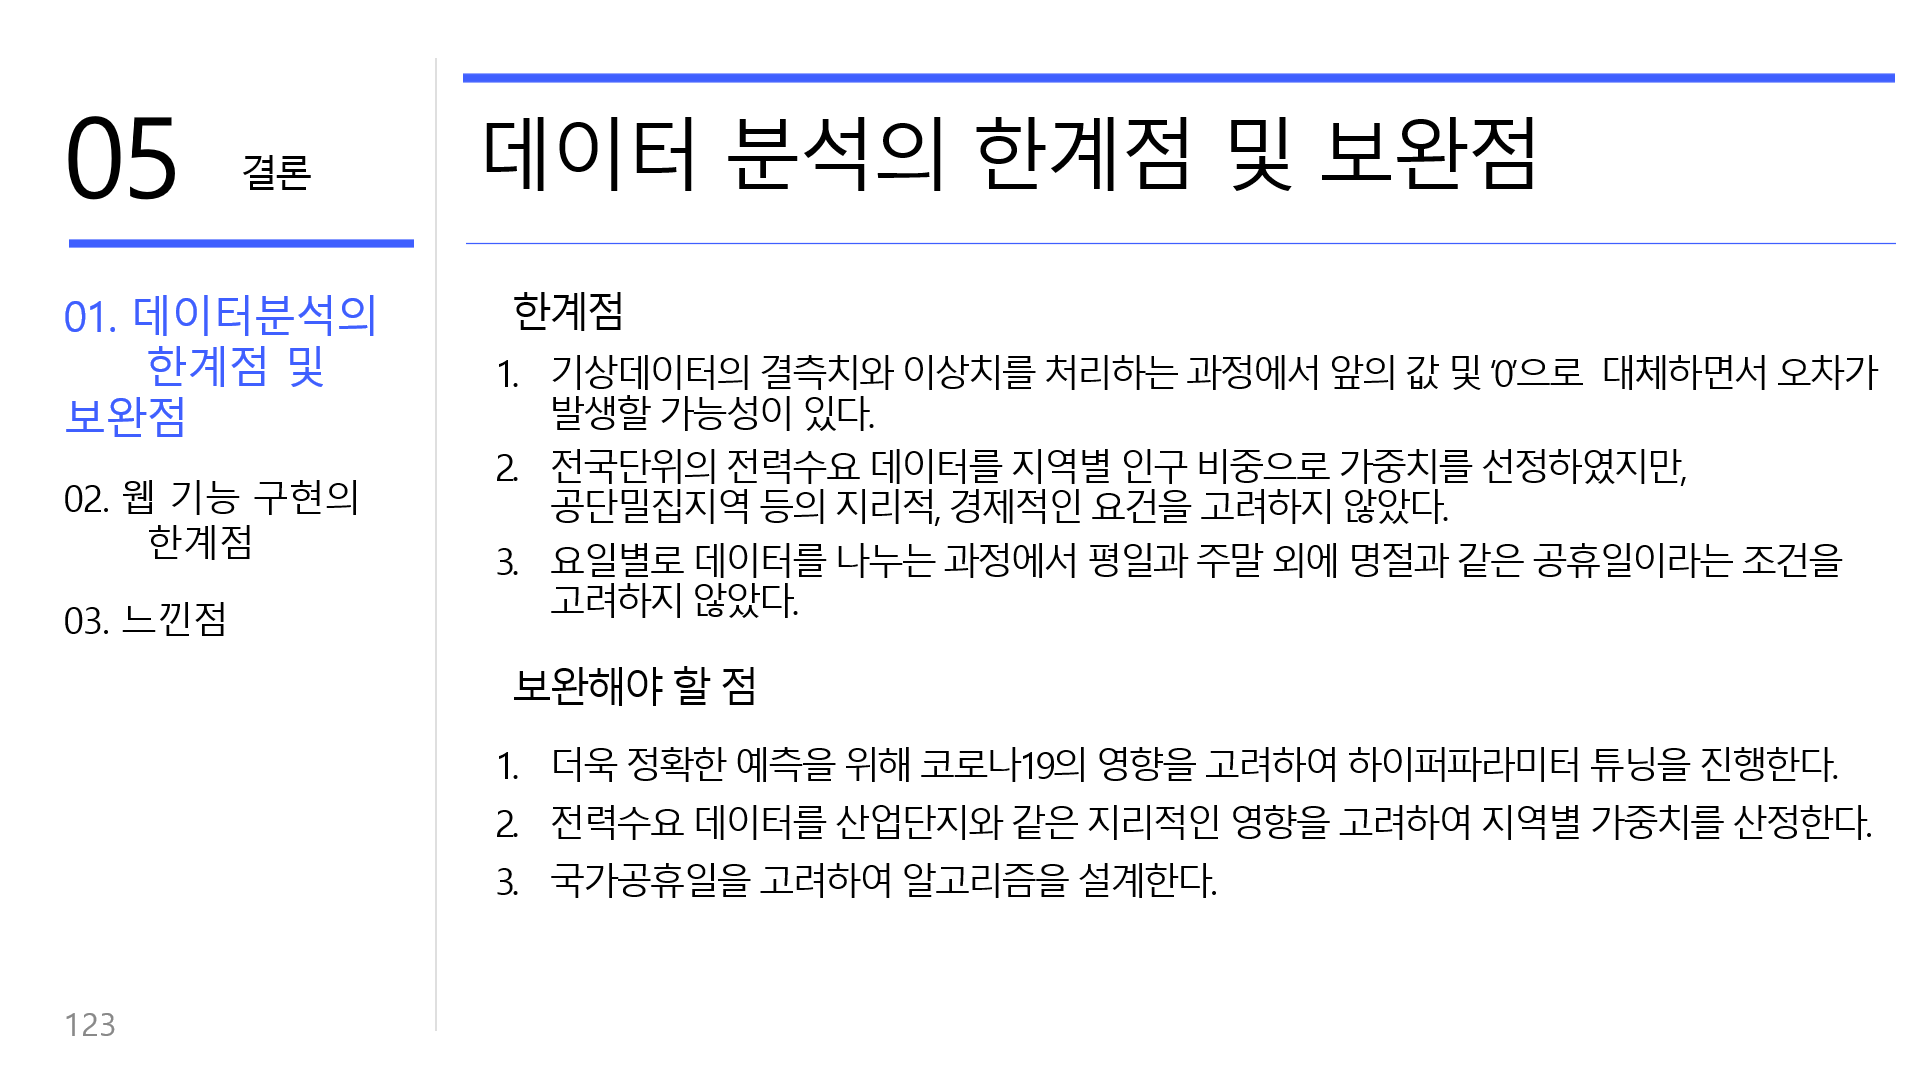 05 결론
01. 데이터분석의
한계점 및
보완점
02. 웹 기능 구현의
한계점
03. 느낀점
123
데이터 분석의 한계점 및 보완점
한계점
1. 기상데이터의 결측치와 이상치를 처리하는 과정에서 앞의 값 및 ‘0’으로 대체하면서 오차가
발생할 가능성이 있다.
2. 전국단위의 전력수요 데이터를 지역별 인구 비중으로 가중치를 선정하였지만,
공단밀집지역 등의 지리적, 경제적인 요건을 고려하지 않았다.
3. 요일별로 데이터를 나누는 과정에서 평일과 주말 외에 명절과 같은 공휴일이라는 조건을
고려하지 않았다.
보완해야 할 점
1. 더욱 정확한 예측을 위해 코로나19의 영향을 고려하여 하이퍼파라미터 튜닝을 진행한다.
2. 전력수요 데이터를 산업단지와 같은 지리적인 영향을 고려하여 지역별 가중치를 산정한다.
3. 국가공휴일을 고려하여 알고리즘을 설계한다.